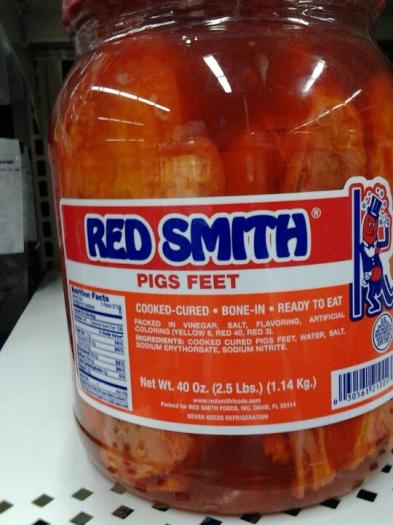 RED SMITH®
PIGS FEET
COOKED-CURED • BONE-IN • READY TO EAT
PACKED IN VINEGAR, SALT, FLAVORING, ARTIFICIAL
COLORING (YELLOW 6, RED 40, RED 3).
INGREDIENTS: COOKED CURED PIGS FEET, WATER, SALT,
SODIUM ERYTHORBATE, SODIUM NITRITE.
Nutrition Facts
Net Wt. 40 Oz. (2.5 Lbs.) (1.14 Kg.)
www.redsmithfoods.com
Packed for RED SMITH FOODS, INC. DAVIE, FL 33314
NEVER NEEDS REFRIGERATION